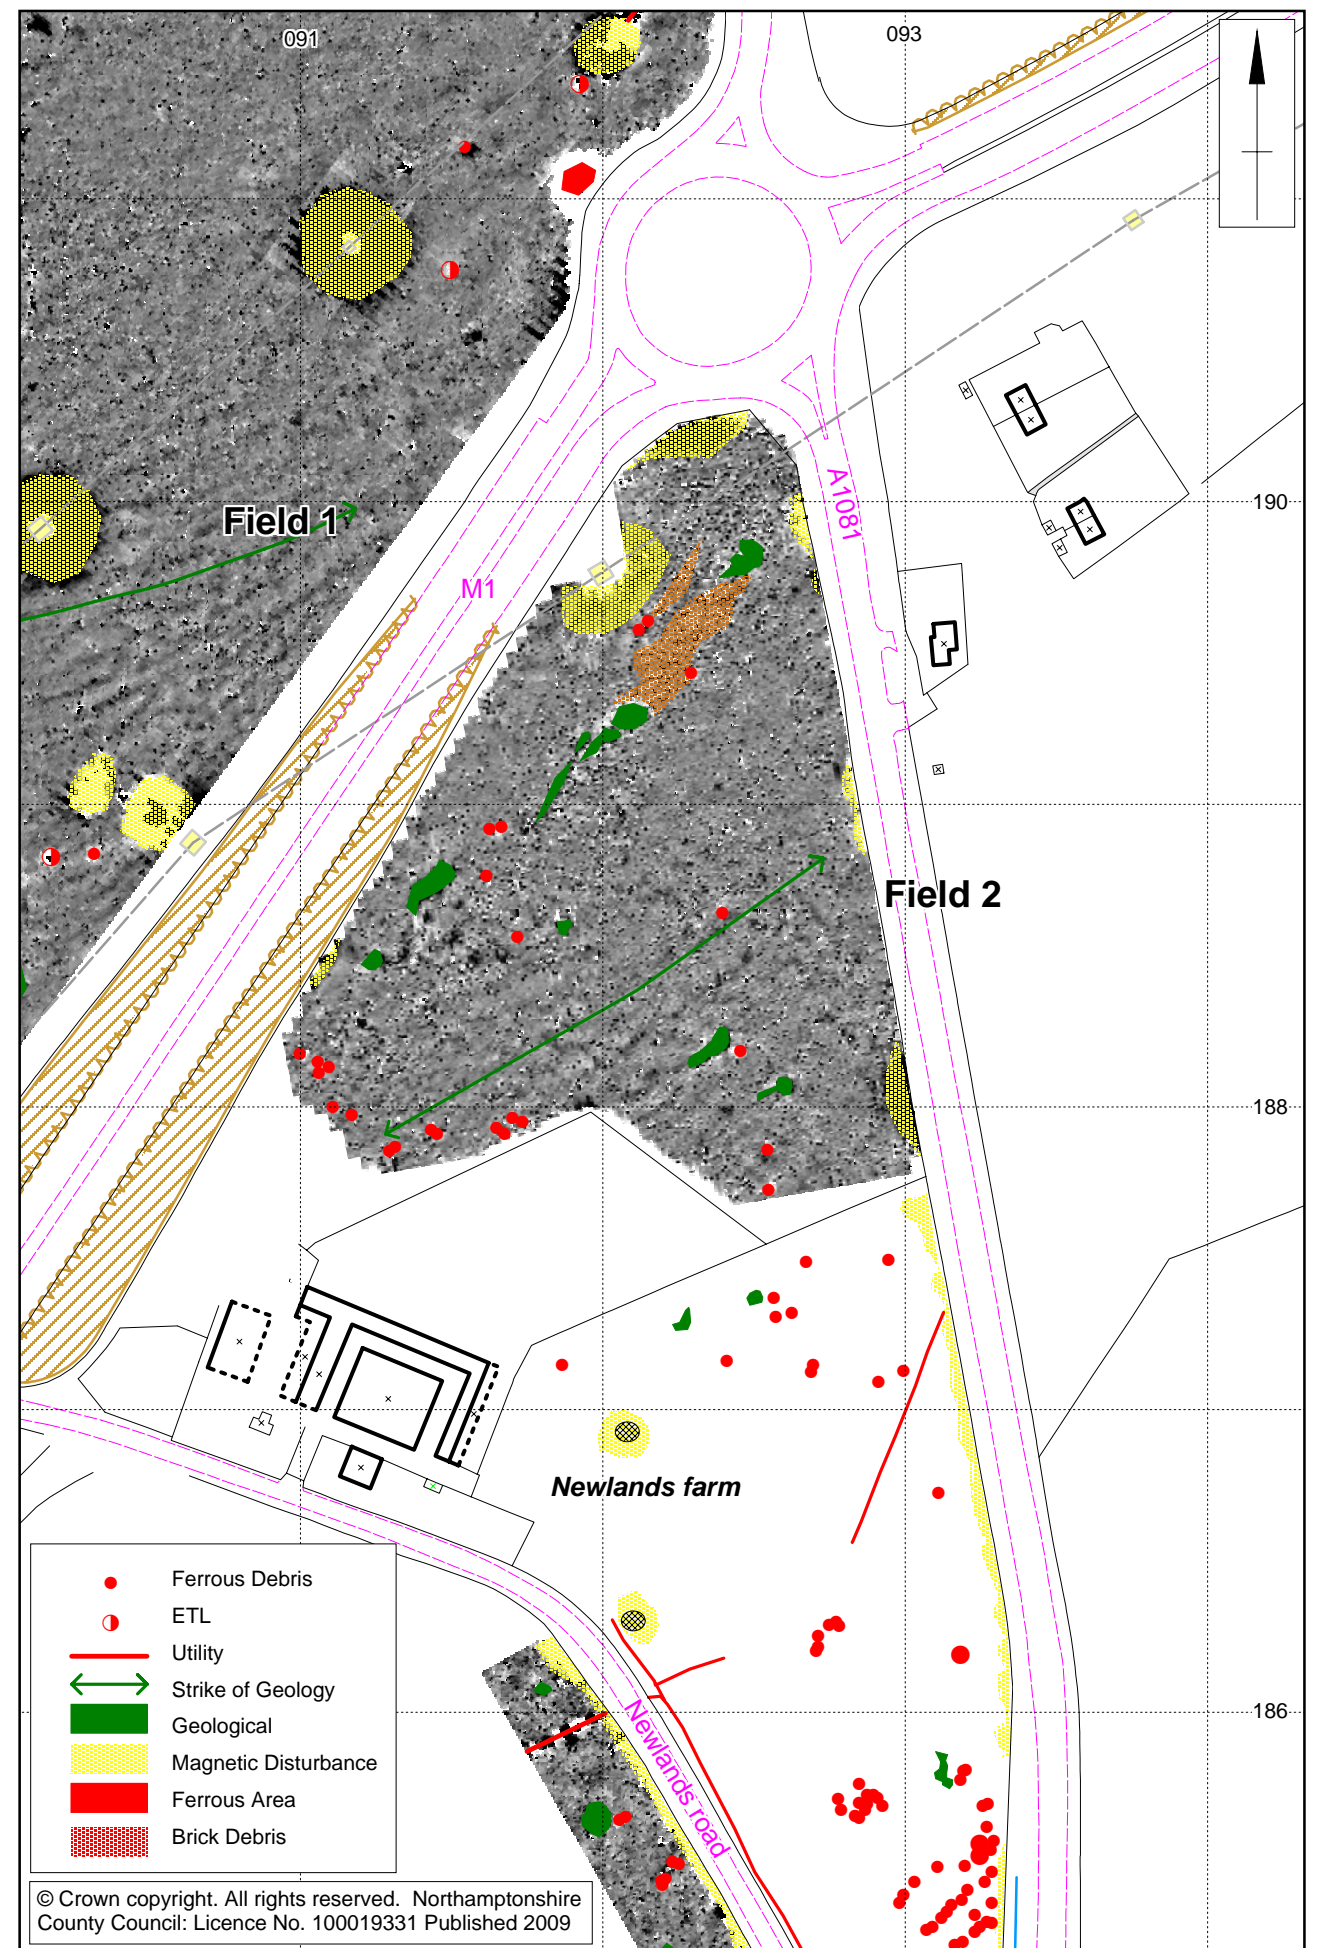 091
093
190
Field 1
A1081
M1
Field 2
188
Newlands farm
186
Newlands road
Ferrous Debris
ETL
Utility
Strike of Geology
Geological
Magnetic Disturbance
Ferrous Area
Brick Debris
© Crown copyright. All rights reserved. Northamptonshire
County Council: Licence No. 100019331 Published 2009